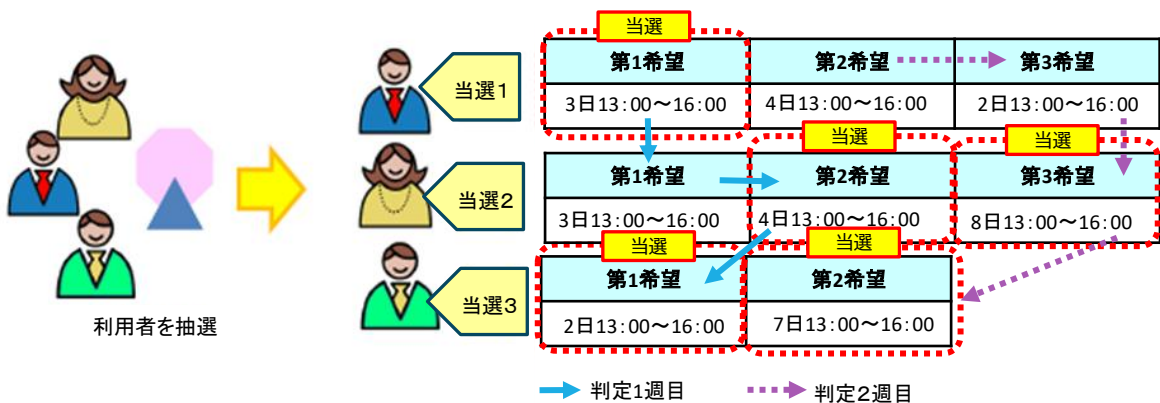 当選
第1希望
第2希望
第3希望
当選1
3日13:00～16:00
4日13:00～16:00
2日13:00～16:00
当選
当選
第1希望
第2希望
第3希望
当選2
3日13:00～16:00
4日13:00～16:00
8日13:00～16:00
当選
当選
第1希望
第2希望
当選3
2日13:00～16:00
7日13:00～16:00
利用者を抽選
判定1週目
判定２週目